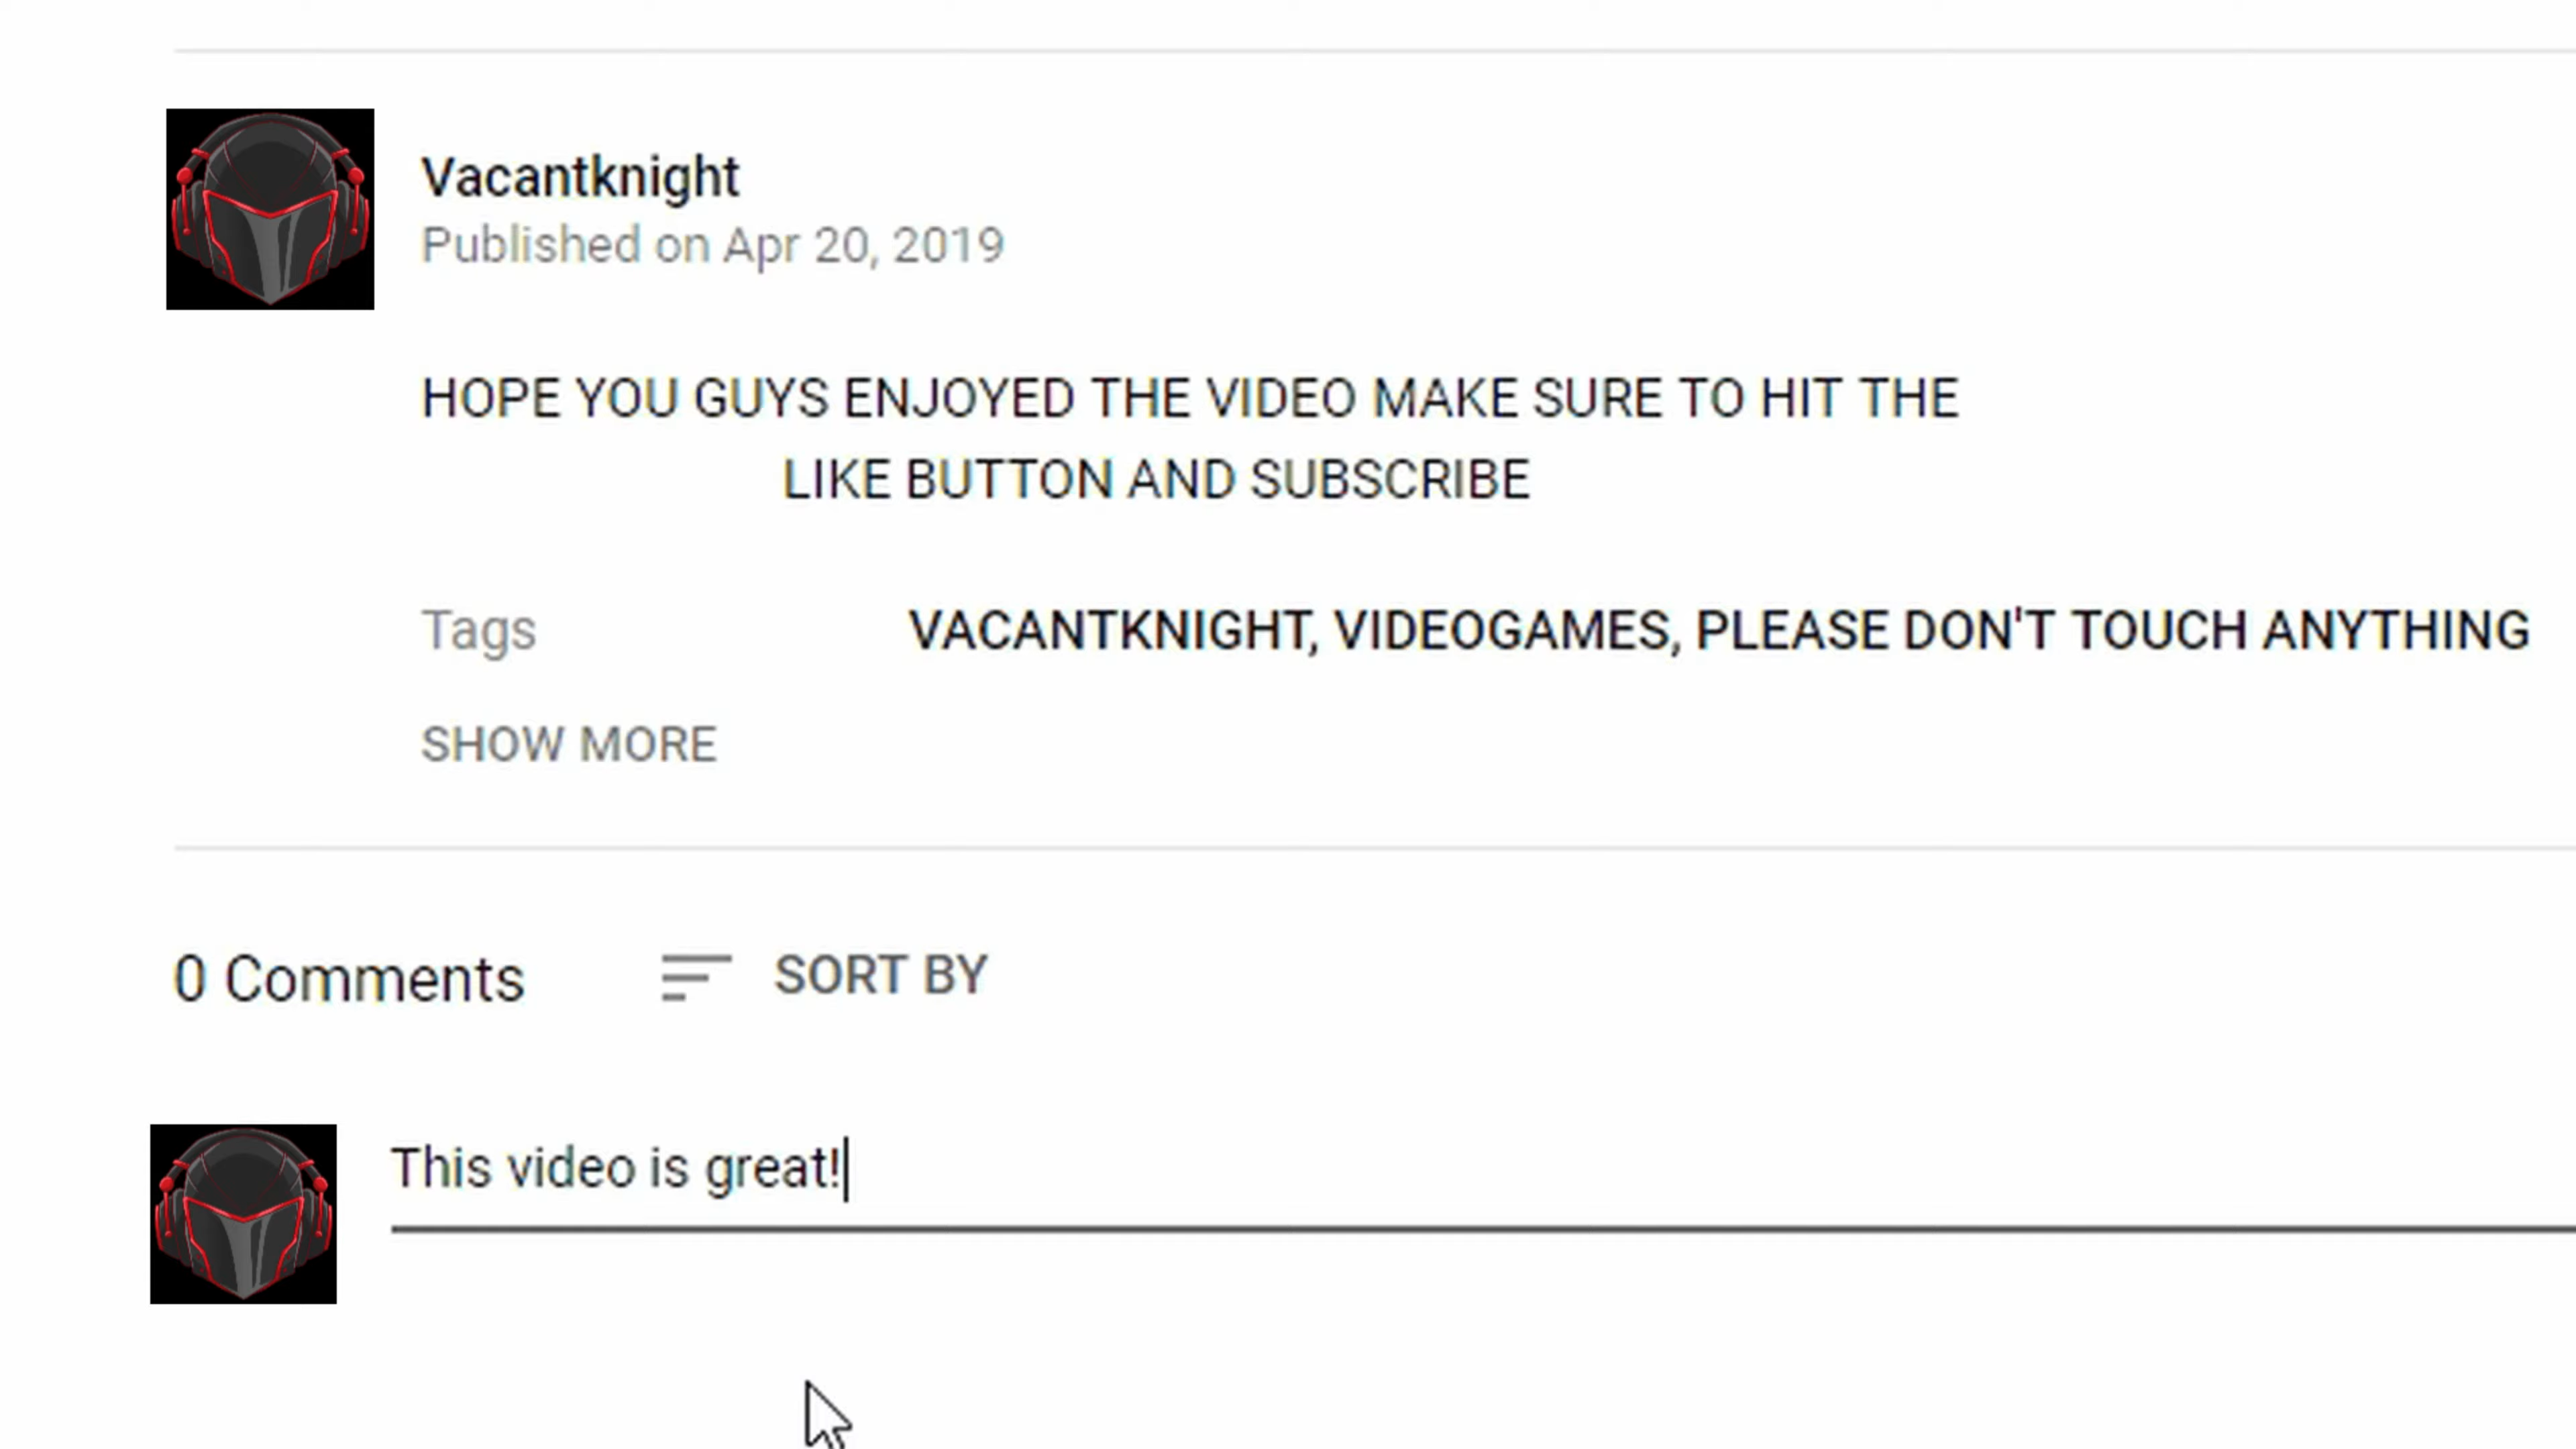 Vacantknight
Published on Apr 20, 2019
HOPE YOU GUYS ENJOYED THE VIDEO MAKE SURE TO HIT THE
LIKE BUTTON AND SUBSCRIBE
Tags VACANTKNIGHT, VIDEOGAMES, PLEASE DON'T TOUCH ANYTHING
SHOW MORE
0 Comments SORT BY
This video is great!